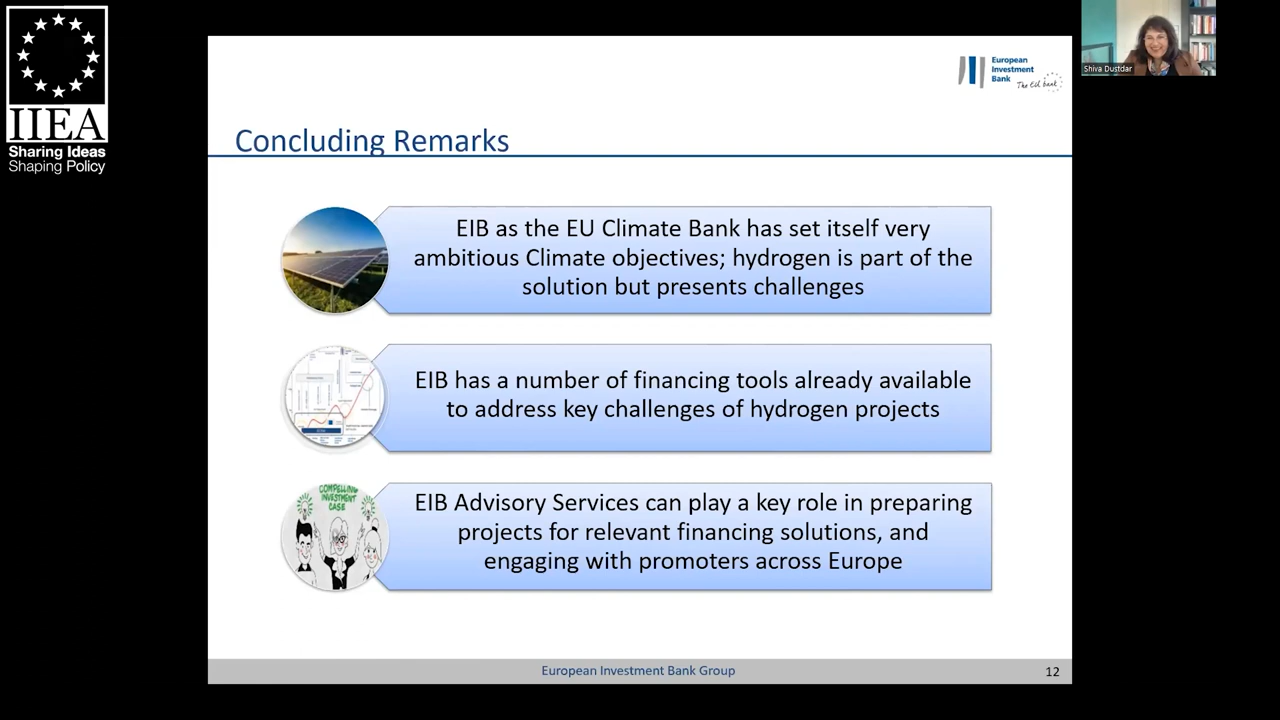 IIEA
Sharing Ideas
Shaping Policy
European
Investment
Bank
The EU bank
Shiva Dustdar
Concluding Remarks
EIB as the EU Climate Bank has set itself very
ambitious Climate objectives; hydrogen is part of the
solution but presents challenges
EIB has a number of financing tools already available
to address key challenges of hydrogen projects
COMPELLING
INVESTMENT
CASE
EIB Advisory Services can play a key role in preparing
projects for relevant financing solutions, and
engaging with promoters across Europe
European Investment Bank Group
12